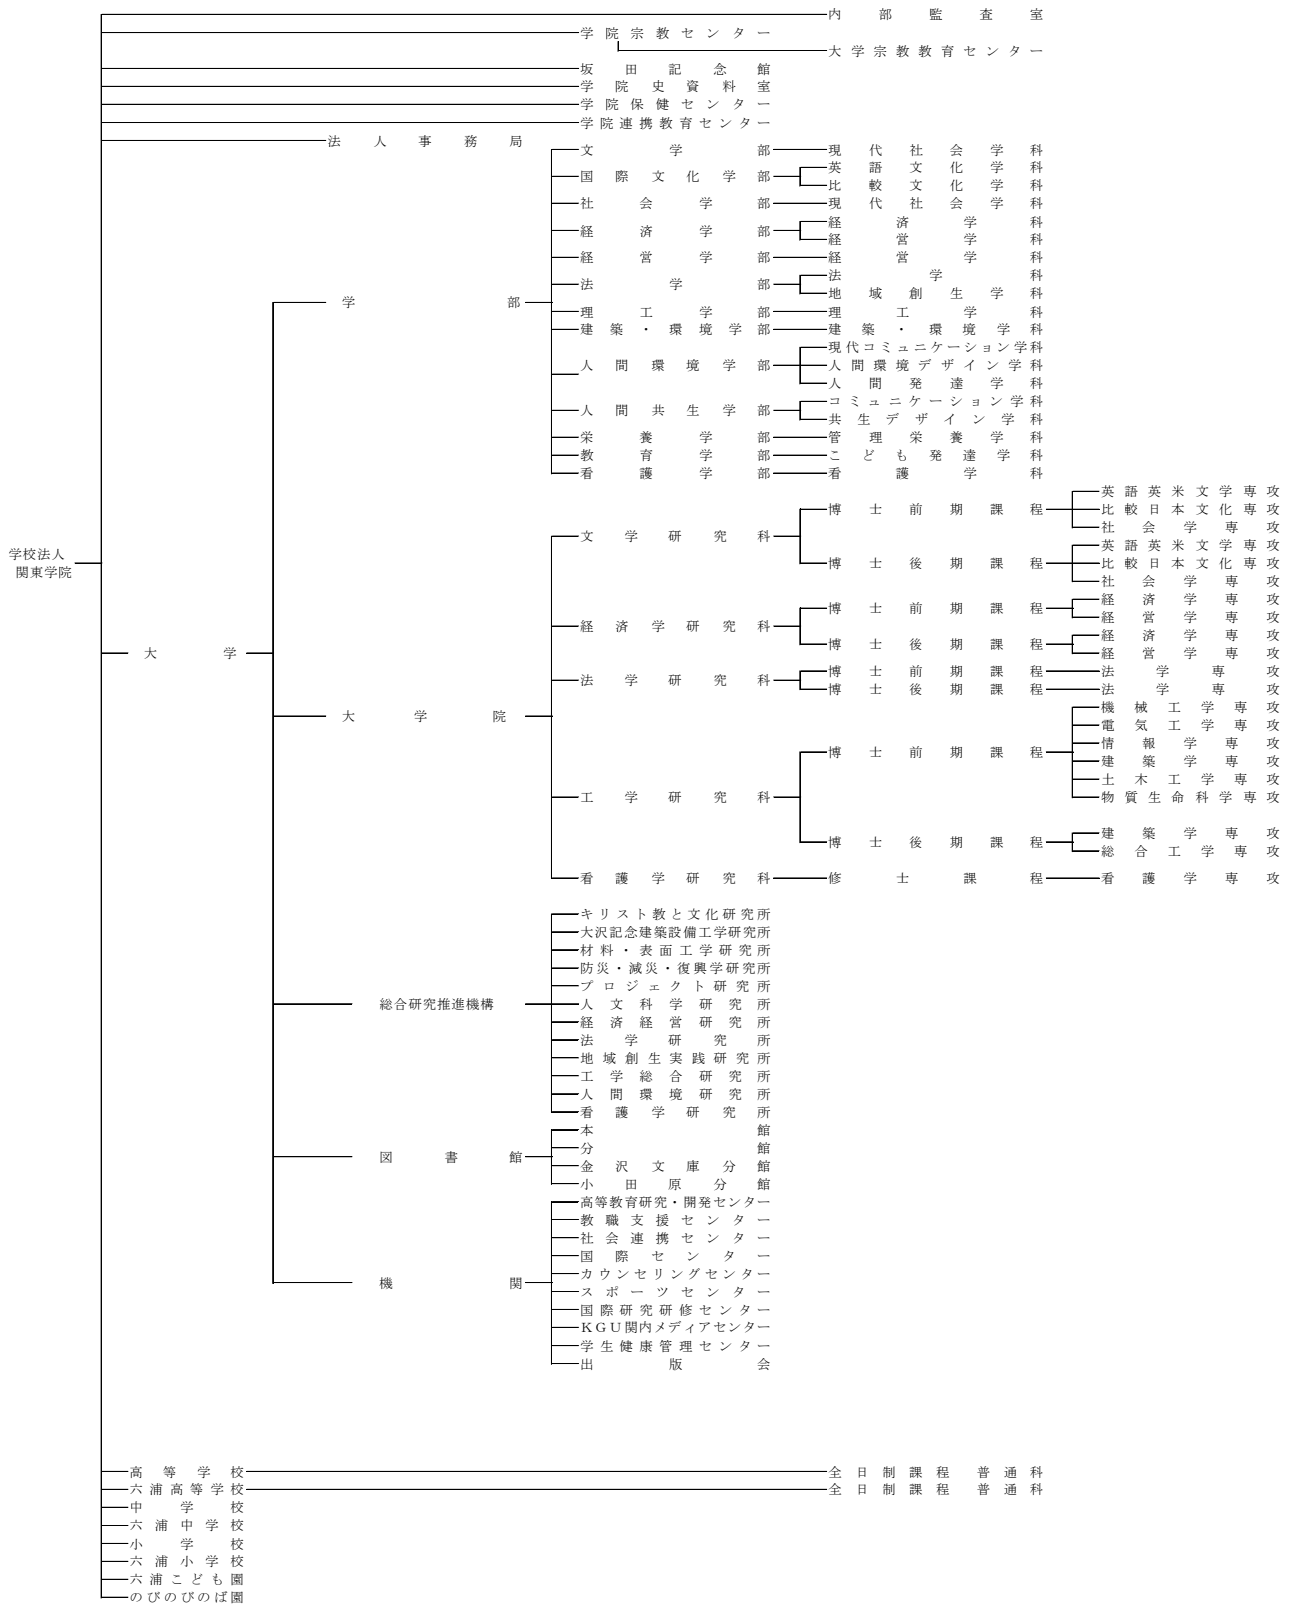 内部監査室
学院宗教センター
大学宗教教育センター
坂田記念館
学院史資料室
学院保健センター
学院連携教育センター
法人事務局
文学部 現代社会学科
国際文化学部 英語文化学科
比較文化学科
社会学部 現代社会学科
経済学部 経済学科
経営学科
経営学部 経営学科
法学部 法学科
地域創生学科
学部
理工学部 理工学科
建築・環境学部 建築・環境学科
人間環境学部 現代コミュニケーション学科
人間環境デザイン学科
人間発達学科
人間共生学部 コミュニケーション学科
共生デザイン学科
栄養学部 管理栄養学科
教育学部 こども発達学科
看護学部 看護学科
学校法人
関東学院
大学
大学院
文学研究科
博士前期課程 英語英米文学専攻
比較日本文化専攻
社会学専攻
博士後期課程 英語英米文学専攻
比較日本文化専攻
社会学専攻
経済学研究科
博士前期課程 経済学専攻
経営学専攻
博士後期課程 経済学専攻
経営学専攻
法学研究科
博士前期課程 法学専攻
博士後期課程 法学専攻
工学研究科
博士前期課程 機械工学専攻
電気工学専攻
情報学専攻
建築学専攻
土木工学専攻
物質生命科学専攻
博士後期課程 建築学専攻
総合工学専攻
看護学研究科 修士課程 看護学専攻
総合研究推進機構
キリスト教と文化研究所
大沢記念建築設備工学研究所
材料・表面工学研究所
防災・減災・復興学研究所
プロジェクト研究所
人文科学研究所
経済経営研究所
法学研究所
地域創生実践研究所
工学総合研究所
人間環境研究所
看護学研究所
図書館
本館
分館
金沢文庫分館
小田原分館
機関
高等教育研究・開発センター
教職支援センター
社会連携センター
国際センター
カウンセリングセンター
スポーツセンター
国際研究研修センター
KGU関内メディアセンター
学生健康管理センター
出版会
高等学校 全日制課程 普通科
六浦高等学校 全日制課程 普通科
中学校
六浦中学校
小学校
六浦小学校
六浦こども園
のびのびのば園